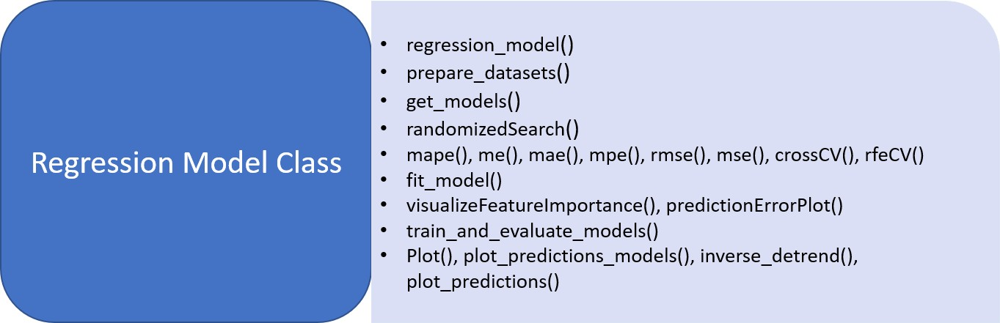 Regression Model Class
• regression_model()
• prepare_datasets()
• get_models()
• randomizedSearch()
• mape(), me(), mae(), mpe(), rmse(), mse(), crossCV(), rfeCV()
• fit_model()
• visualizeFeatureImportance(), predictionErrorPlot()
• train_and_evaluate_models()
• Plot(), plot_predictions_models(), inverse_detrend(),
plot_predictions()